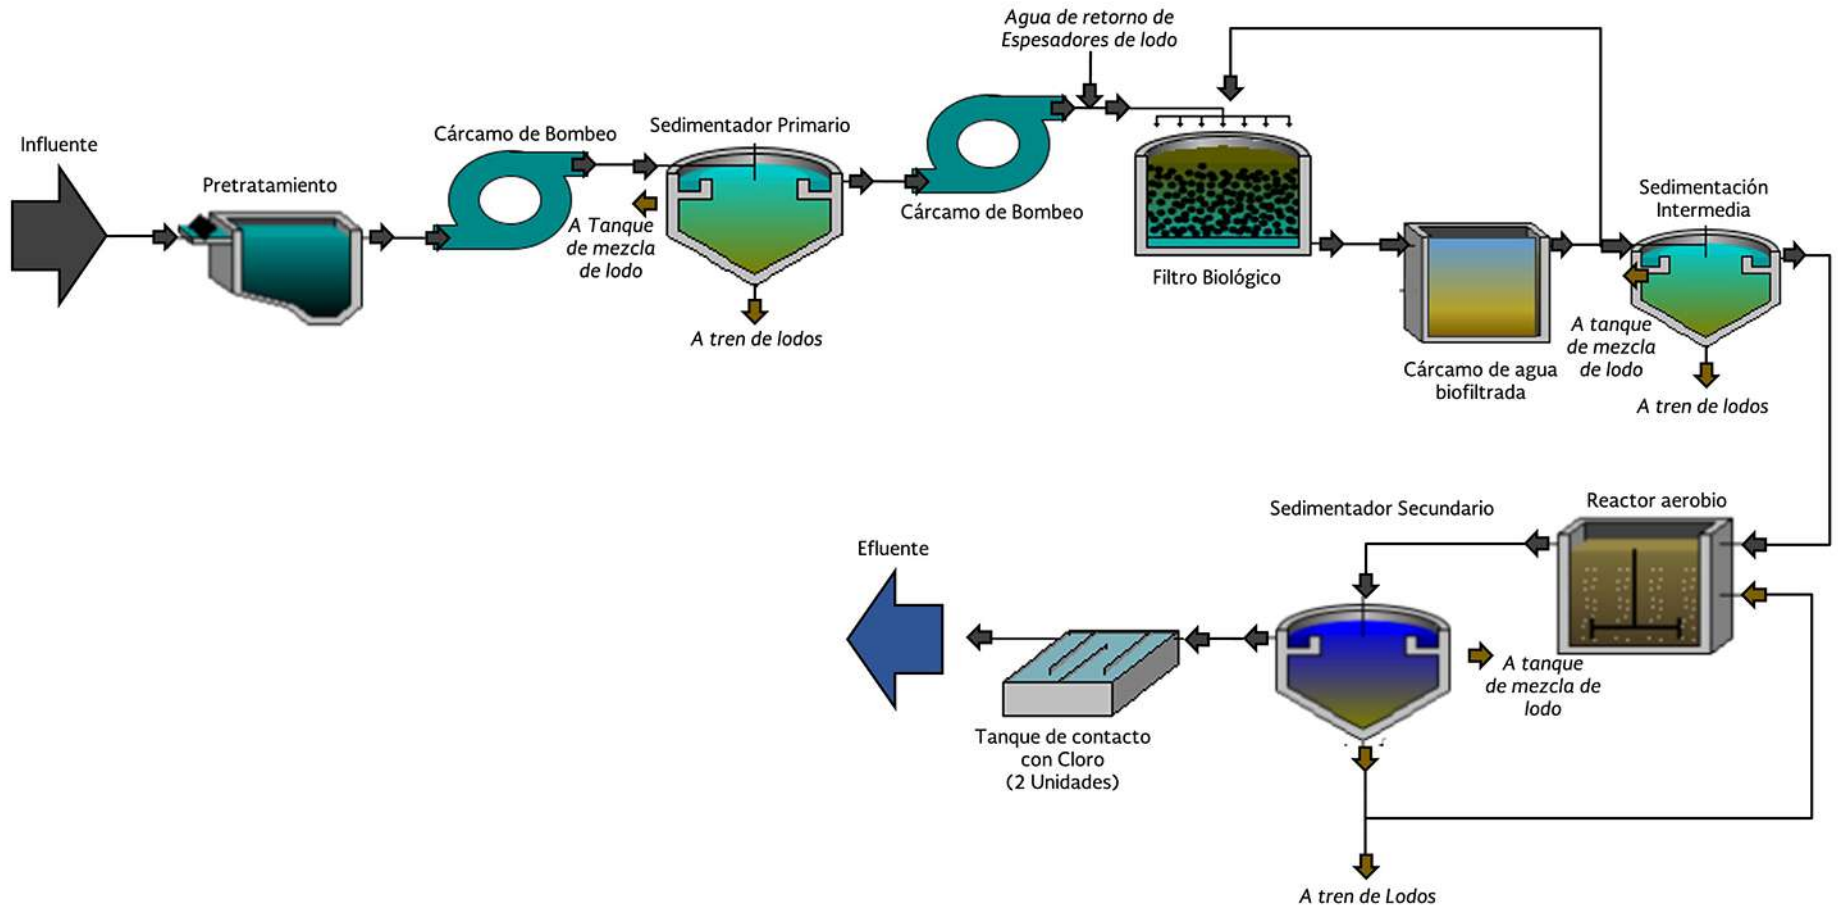 Agua de retorno de
Espesadores de lodo
Influente
Pretratamiento
Cárcamo de Bombeo
Sedimentador Primario
A Tanque
de mezcla
de lodo
A tren de lodos
Cárcamo de Bombeo
Filtro Biológico
Cárcamo de agua
biofiltrada
Sedimentación
Intermedia
A tanque
de mezcla
de lodo
A tren de lodos
Reactor aerobio
Sedimentador Secundario
A tanque
de mezcla de
lodo
A tren de Lodos
Tanque de contacto
con Cloro
(2 Unidades)
Efluente